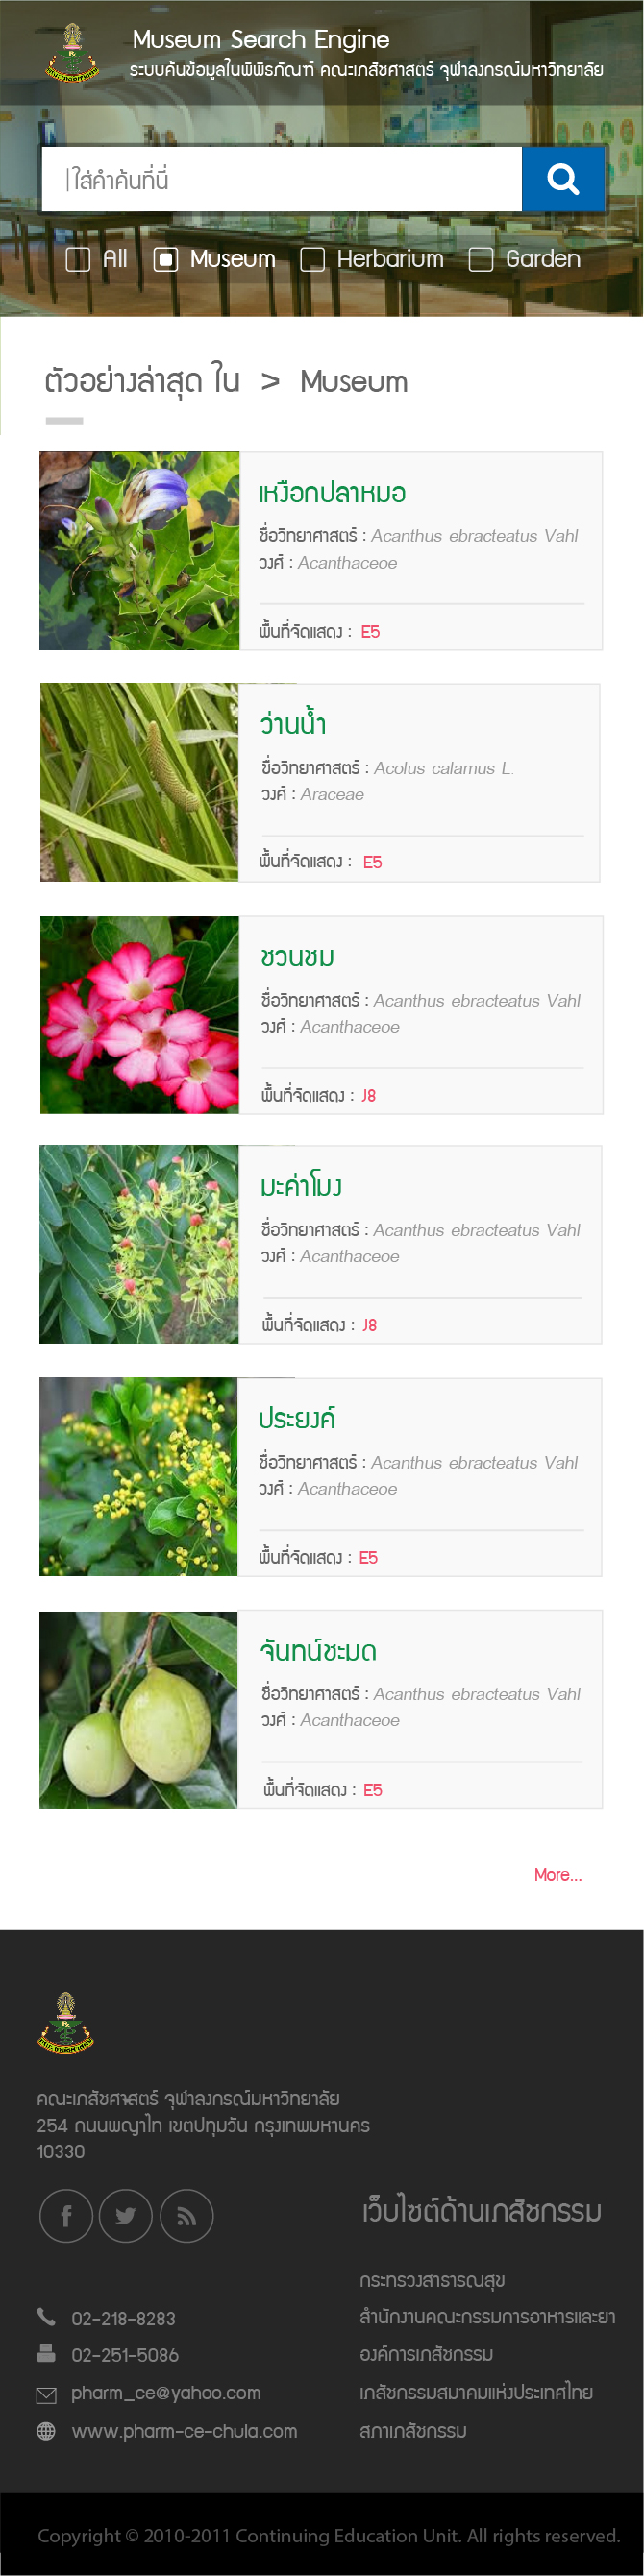 Museum Search Engine
ระบบค้นข้อมูลในพิพิธภัณฑ์ คณะเภสัชศาสตร์ จุฬาลงกรณ์มหาวิทยาลัย
ใส่คำค้นที่นี่
All Museum Herbarium Garden
ตัวอย่างล่าสุด ใน > Museum
เหงือกปลาหมอ
ชื่อวิทยาศาสตร์ : Acanthus ebracteatus Vahl
วงศ์ : Acanthaceoe
พื้นที่จัดแสดง : E5
ว่านน้ำ
ชื่อวิทยาศาสตร์ : Acolus calamus L.
วงศ์ : Araceae
พื้นที่จัดแสดง : E5
ชวนชม
ชื่อวิทยาศาสตร์ : Acanthus ebracteatus Vahl
วงศ์ : Acanthaceoe
พื้นที่จัดแสดง : J8
มะค่าโมง
ชื่อวิทยาศาสตร์ : Acanthus ebracteatus Vahl
วงศ์ : Acanthaceoe
พื้นที่จัดแสดง : J8
ประยงค์
ชื่อวิทยาศาสตร์ : Acanthus ebracteatus Vahl
วงศ์ : Acanthaceoe
พื้นที่จัดแสดง : E5
จันทน์ชะมด
ชื่อวิทยาศาสตร์ : Acanthus ebracteatus Vahl
วงศ์ : Acanthaceoe
พื้นที่จัดแสดง : E5
More...
คณะเภสัชศาสตร์ จุฬาลงกรณ์มหาวิทยาลัย
254 ถนนพญาไท เขตปทุมวัน กรุงเทพมหานคร
10330
02-218-8283
02-251-5086
pharm_ce@yahoo.com
www.pharm-ce-chula.com
เว็บไซต์ด้านเภสัชกรรม
กระทรวงสาธารณสุข
สำนักงานคณะกรรมการอาหารและยา
องค์การเภสัชกรรม
เภสัชกรรมสมาคมแห่งประเทศไทย
สภาเภสัชกรรม
Copyright © 2010-2011 Continuing Education Unit. All rights reserved.